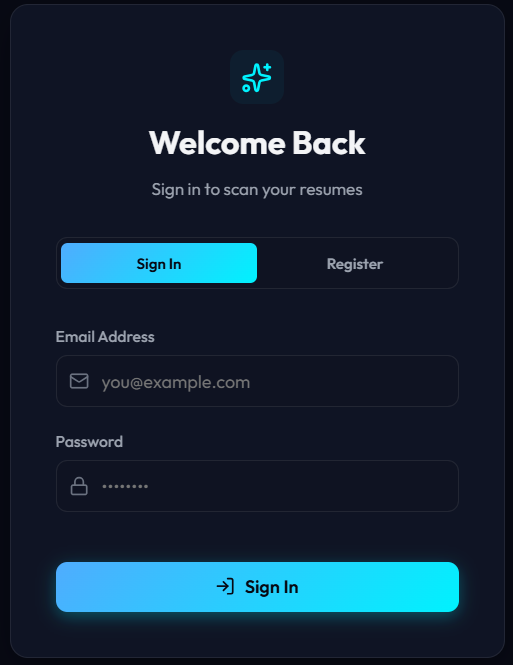 Welcome Back
Sign in to scan your resumes
Sign In
Register
Email Address
you@example.com
Password
••••••••
Sign In